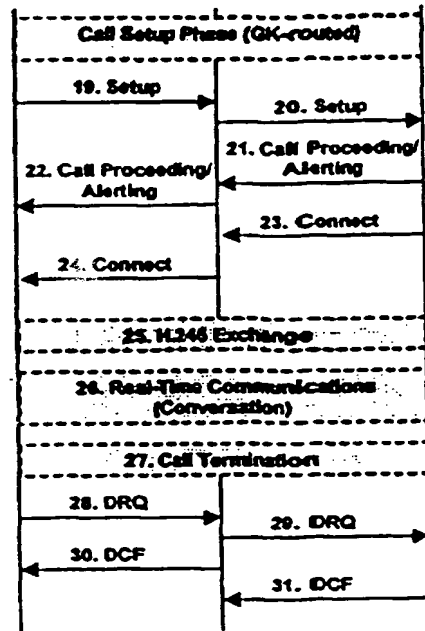 Call Setup Phase (GK-routed)
19. Setup
20. Setup
21. Call Proceeding/
Alerting
22. Call Proceeding/
Alerting
23. Connect
24. Connect
25. H.245 Exchange
26. Real-Time Communications
(Conversation)
27. Call Termination
28. DRQ
29. DRQ
30. DCF
31. DCF